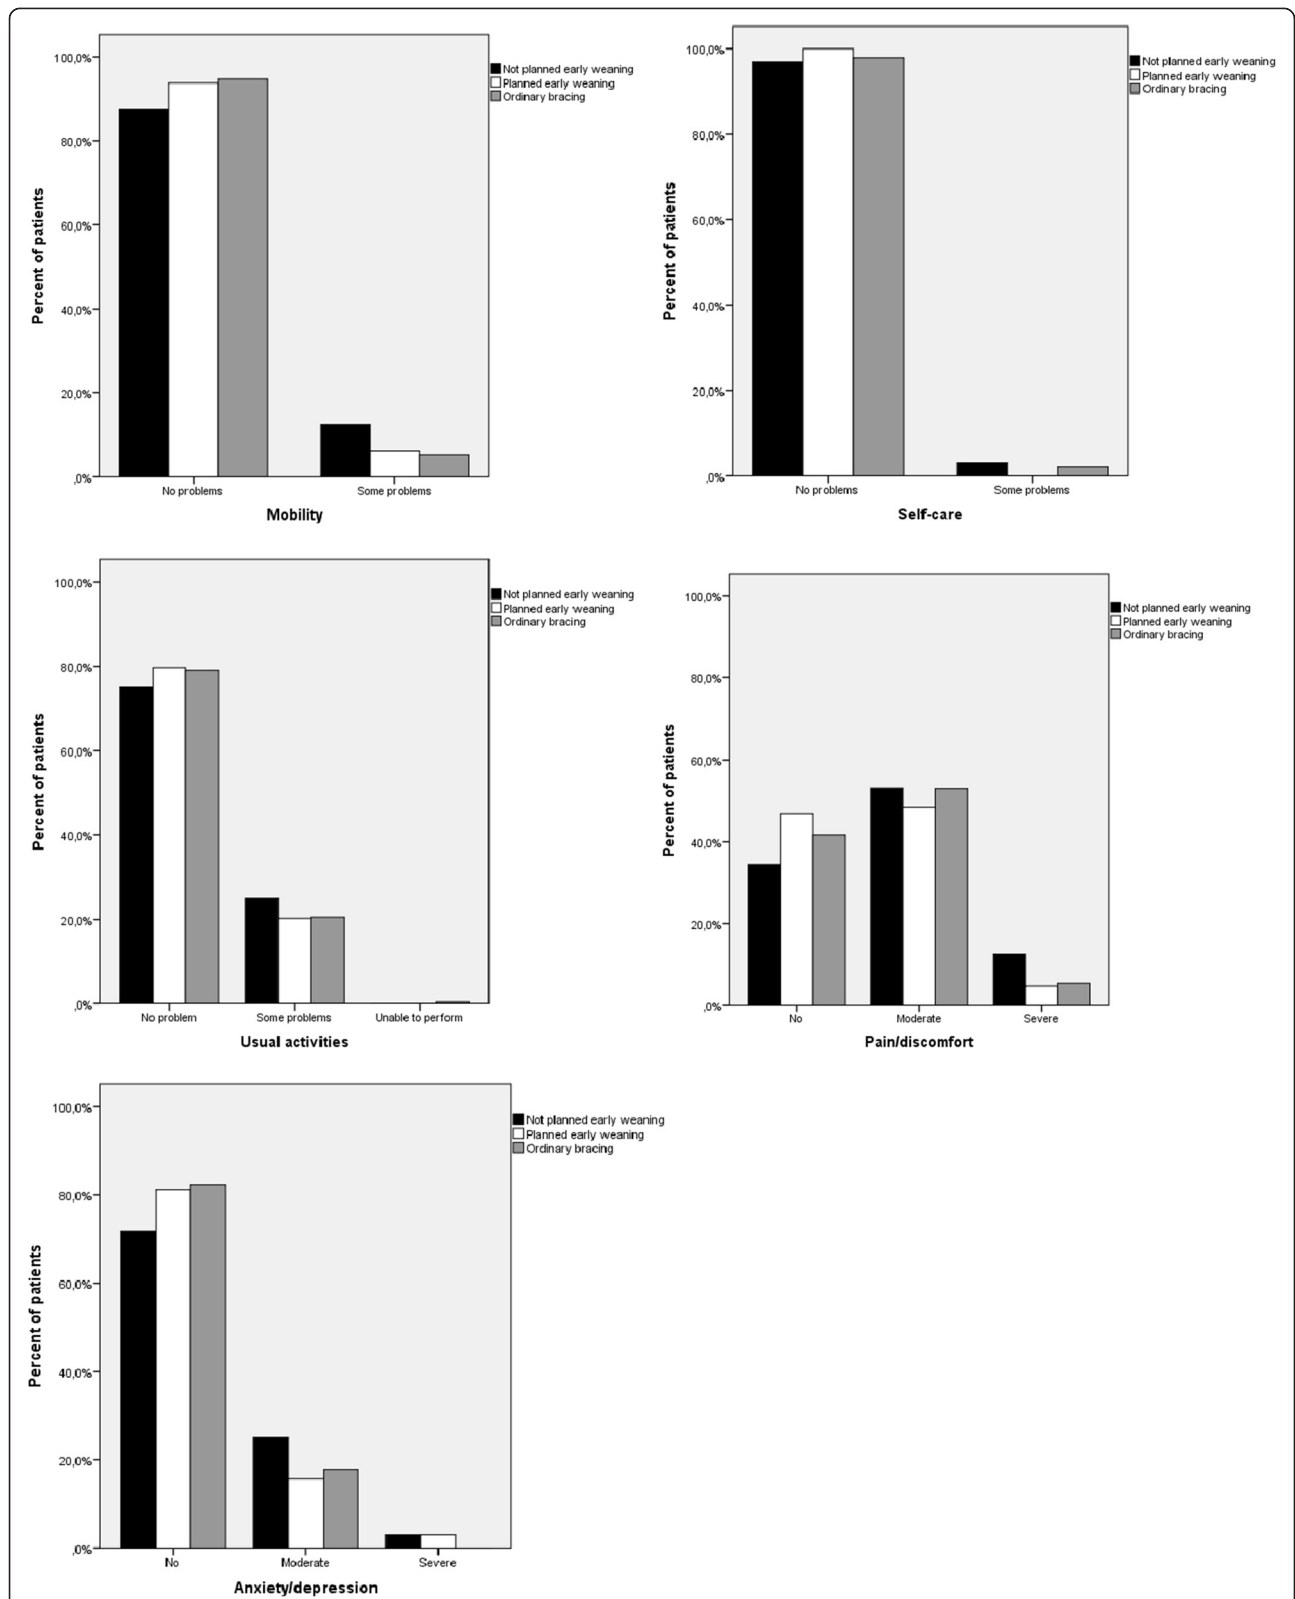 100,0%
80,0%
60,0%
40,0%
20,0%
,0%
Percent of patients
No problems
Some problems
Mobility
Not planned early weaning
Planned early weaning
Ordinary bracing
100,0%
80,0%
60,0%
40,0%
20,0%
,0%
Percent of patients
No problems
Some problems
Self-care
Not planned early weaning
Planned early weaning
Ordinary bracing
100,0%
80,0%
60,0%
40,0%
20,0%
,0%
Percent of patients
No problem
Some problems
Unable to perform
Usual activities
Not planned early weaning
Planned early weaning
Ordinary bracing
100,0%
80,0%
60,0%
40,0%
20,0%
,0%
Percent of patients
No
Moderate
Severe
Pain/discomfort
Not planned early weaning
Planned early weaning
Ordinary bracing
100,0%
80,0%
60,0%
40,0%
20,0%
,0%
Percent of patients
No
Moderate
Severe
Anxiety/depression
Not planned early weaning
Planned early weaning
Ordinary bracing